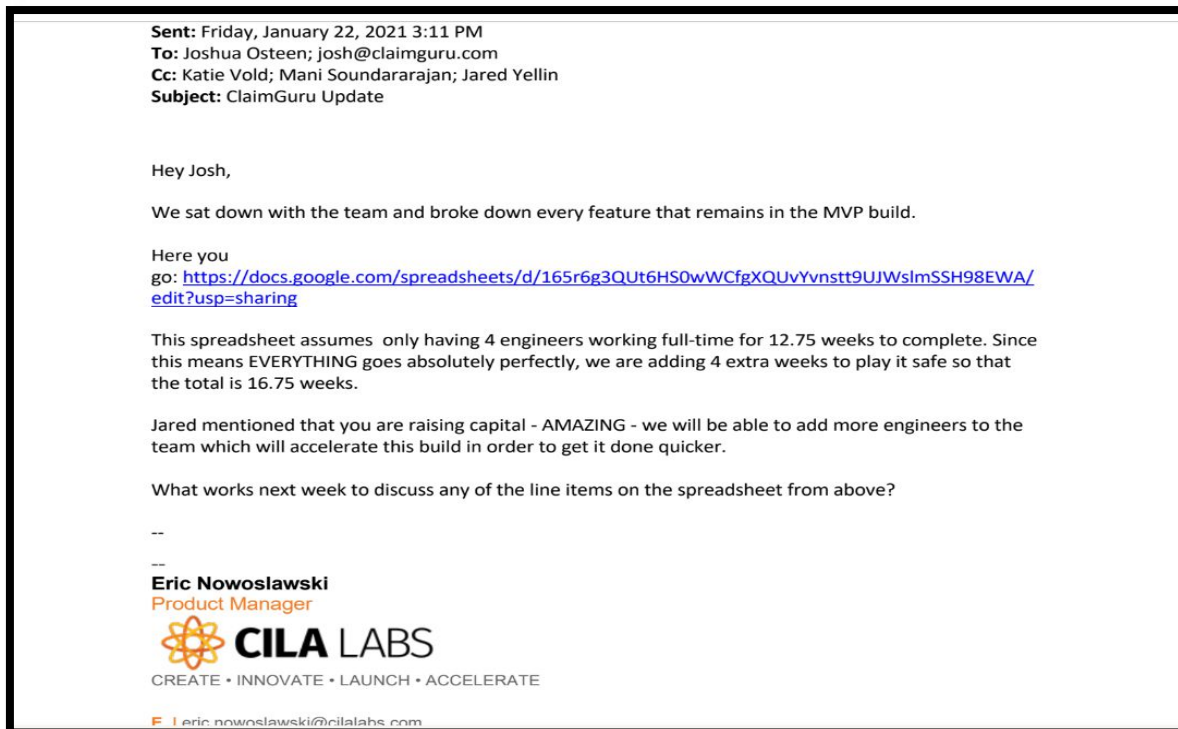 Sent: Friday, January 22, 2021 3:11 PM
To: Joshua Osteen; josh@claimguru.com
Cc: Katie Vold; Mani Soundararajan; Jared Yellin
Subject: ClaimGuru Update
Hey Josh,
We sat down with the team and broke down every feature that remains in the MVP build.
Here you
go: https://docs.google.com/spreadsheets/d/165r6g3QUt6HS0wWCfgXQUvYvnstt9UJWslmSSH98EWA/
edit?usp=sharing
This spreadsheet assumes  only having 4 engineers working full-time for 12.75 weeks to complete. Since
this means EVERYTHING goes absolutely perfectly, we are adding 4 extra weeks to play it safe so that
the total is 16.75 weeks.
Jared mentioned that you are raising capital - AMAZING - we will be able to add more engineers to the
team which will accelerate this build in order to get it done quicker.
What works next week to discuss any of the line items on the spreadsheet from above?
--
--
Eric Nowoslawski
Product Manager
CILA LABS
CREATE • INNOVATE • LAUNCH • ACCELERATE
E | eric.nowoslawski@cilalabs.com